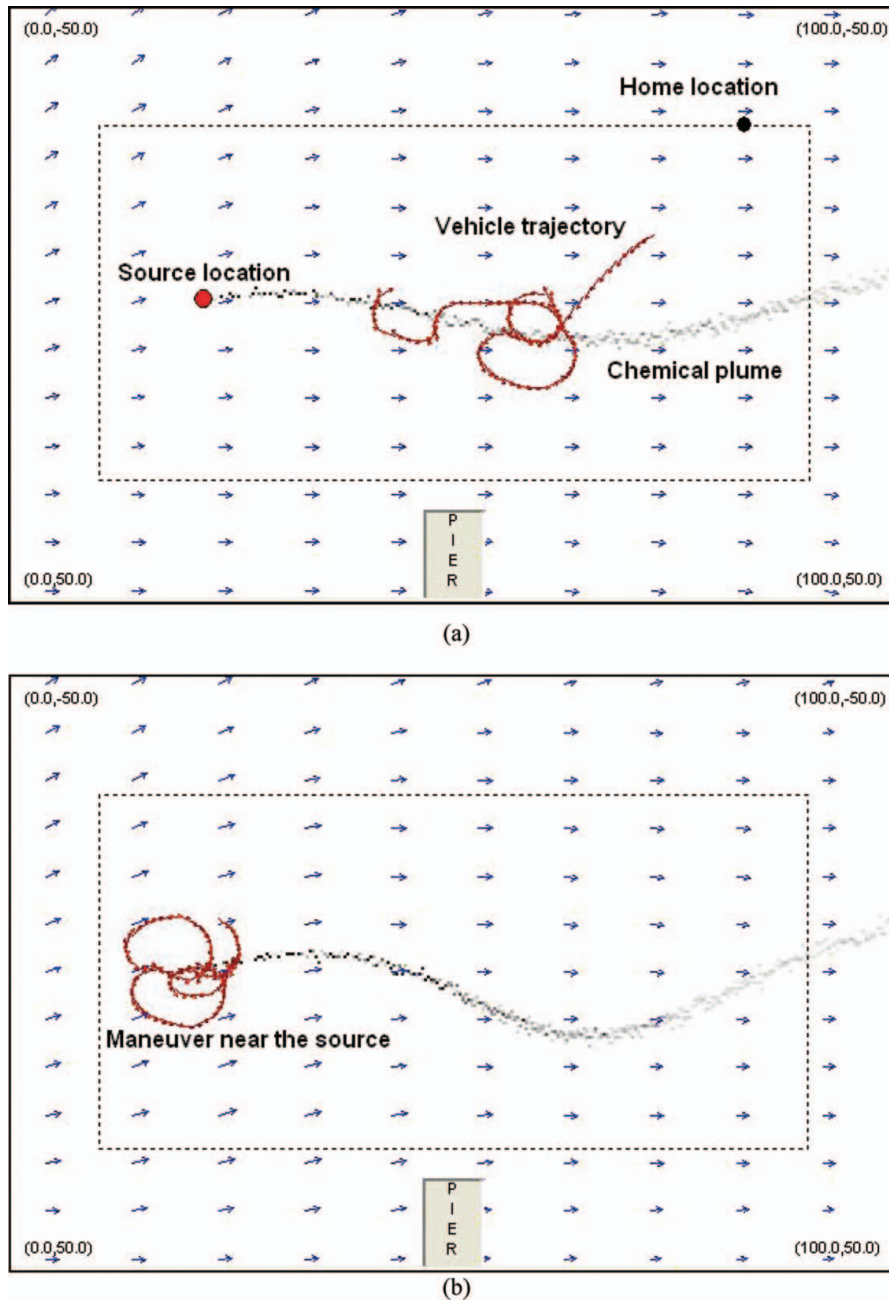 (0.0,-50.0)
(100.0,-50.0)
Home location
Vehicle trajectory
Source location
Chemical plume
P
I
E
R
(0.0,50.0)
(100.0,50.0)
(a)
(0.0,-50.0)
(100.0,-50.0)
Maneuver near the source
P
I
E
R
(0.0,50.0)
(100.0,50.0)
(b)